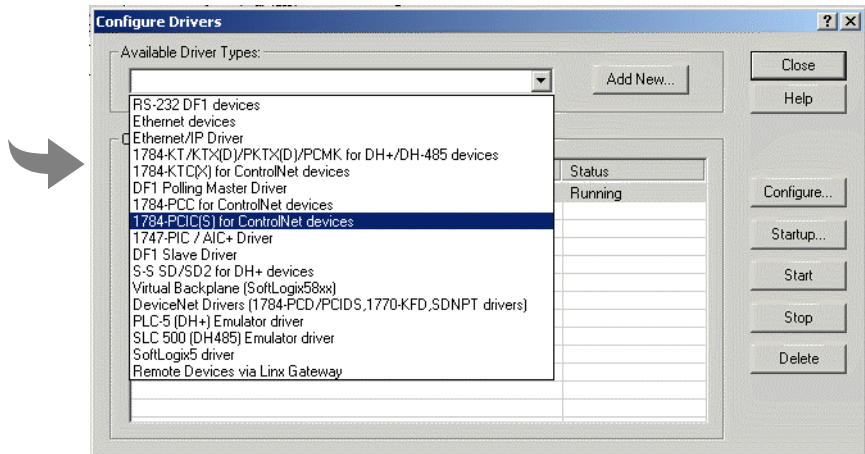 Configure Drivers
Available Driver Types:
Add New...
Close
Help
RS-232 DF1 devices
Ethernet devices
Ethernet/IP Driver
1784-KT/KTX(D)/PKTX(D)/PCMK for DH+/DH-485 devices
1784-KTC(X) for ControlNet devices
DF1 Polling Master Driver
1784-PCC for ControlNet devices
1784-PCIC(S) for ControlNet devices
1747-PIC / AIC+ Driver
DF1 Slave Driver
S-S SD/SD2 for DH+ devices
Virtual Backplane (SoftLogix58xx)
DeviceNet Drivers (1784-PCD/PCIDS,1770-KFD,SDNPT drivers)
PLC-5 (DH+) Emulator driver
SLC 500 (DH485) Emulator driver
SoftLogix5 driver
Remote Devices via Linx Gateway
Status
Running
Configure...
Startup...
Start
Stop
Delete